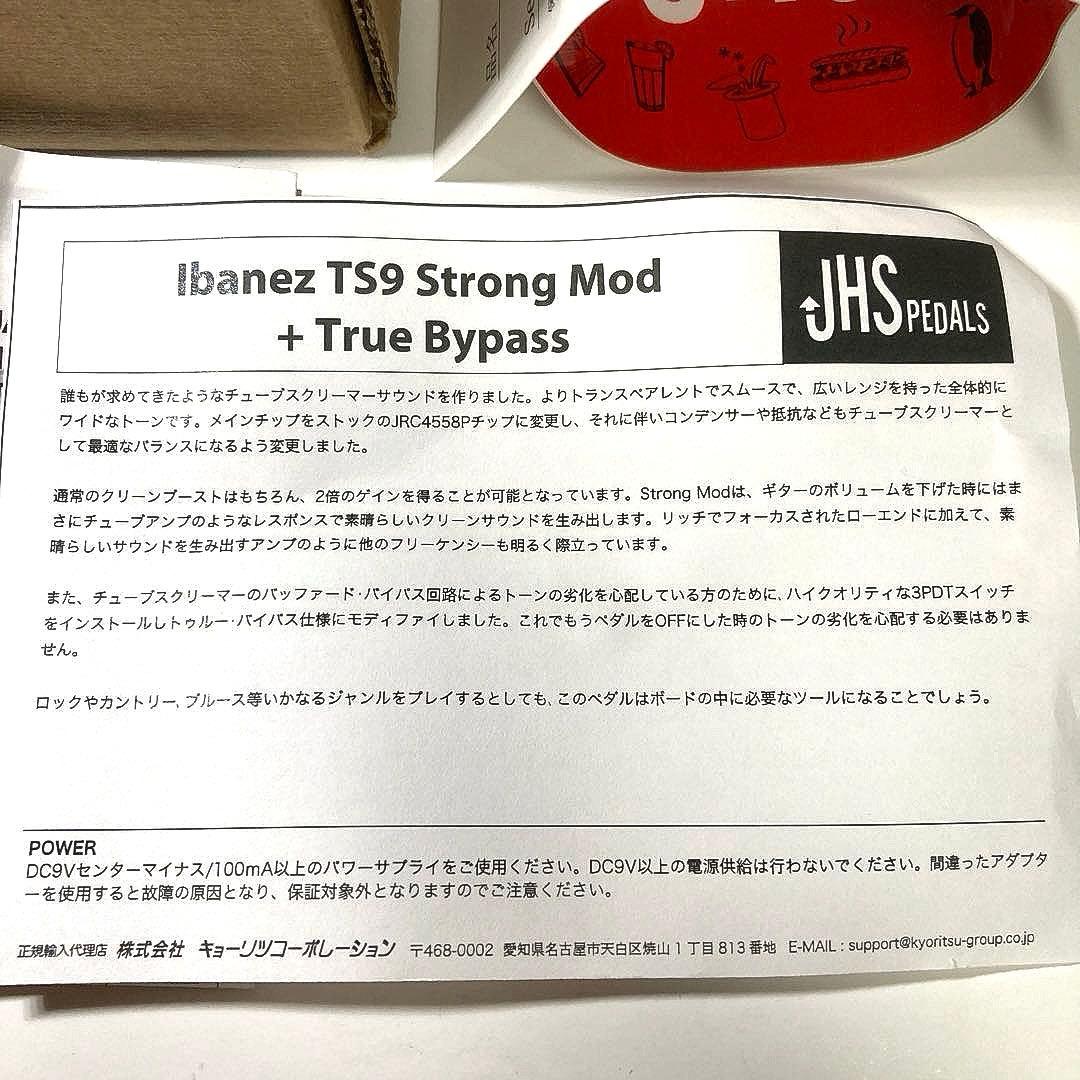 品名
Ibanez TS9 Strong Mod
+ True Bypass
JHS PEDALS
誰もが求めてきたようなチューブスクリーマーサウンドを作りました。よりトランスペアレントでスムースで、広いレンジを持った全体的に
ワイドなトーンです。メインチップをストックのJRC4558Pチップに変更し、それに伴いコンデンサーや抵抗などもチューブスクリーマーと
して最適なバランスになるよう変更しました。
通常のクリーンブーストはもちろん、2倍のゲインを得ることが可能となっています。Strong Modは、ギターのボリュームを下げた時にはま
さにチューブアンプのようなレスポンスで素晴らしいクリーンサウンドを生み出します。リッチでフォーカスされたローエンドに加えて、素
晴らしいサウンドを生み出すアンプのように他のフリーケンシーも明るく際立っています。
また、チューブスクリーマーのバッファード・バイパス回路によるトーンの劣化を心配している方のために、ハイクオリティな3PDTスイッチ
をインストールしトゥルー・バイパス仕様にモディファイしました。これでもうペダルをOFFにした時のトーンの劣化を心配する必要はありま
せん。
ロックやカントリー、ブルース等いかなるジャンルをプレイするとしても、このペダルはボードの中に必要なツールになることでしょう。
POWER
DC9Vセンターマイナス/100mA以上のパワーサプライをご使用ください。DC9V以上の電源供給は行わないでください。間違ったアダプタ
ーを使用すると故障の原因となり、保証対象外となりますのでご注意ください。
正規輸入代理店 株式会社 キョーリツコーポレーション 〒468-0002 愛知県名古屋市天白区焼山1丁目813番地 E-MAIL : support@kyoritsu-group.co.jp